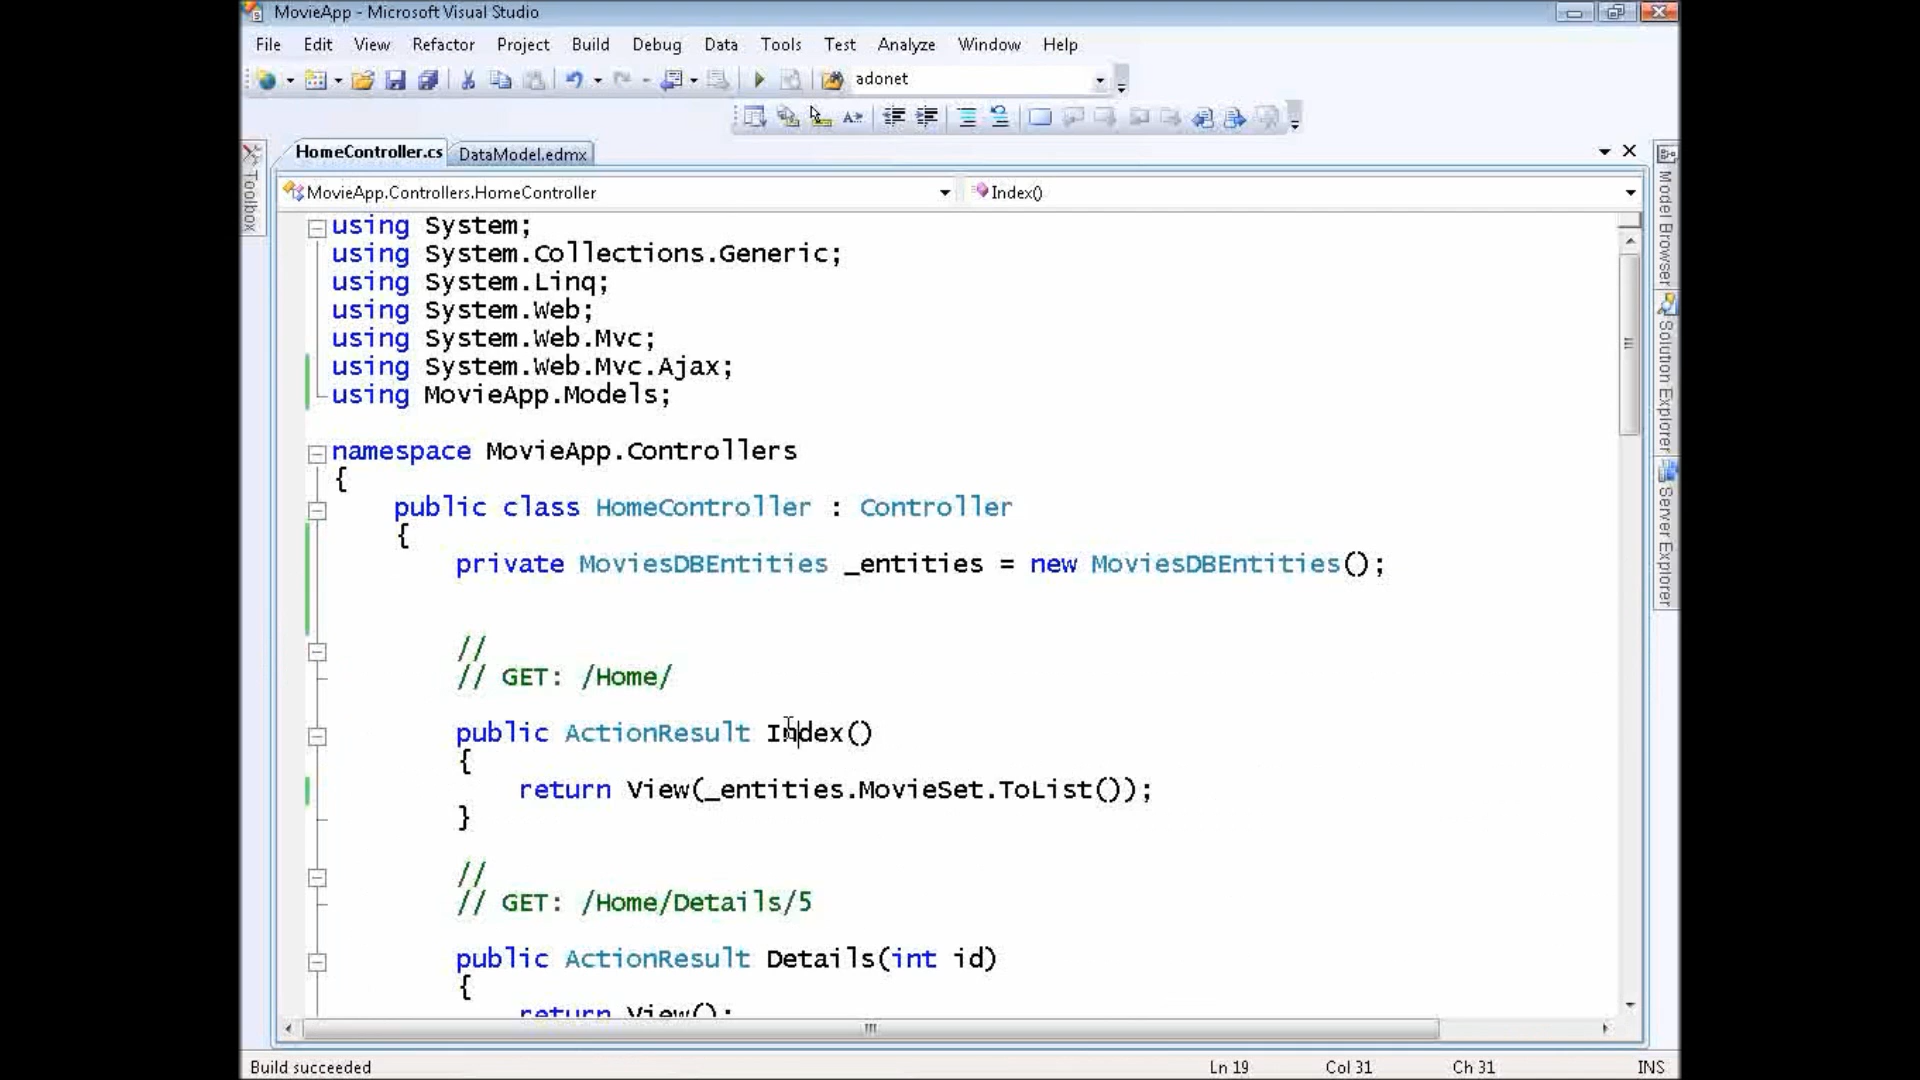 MovieApp - Microsoft Visual Studio
File Edit View Refactor Project Build Debug Data Tools Test Analyze Window Help
adonet
HomeController.cs DataModel.edmx
MovieApp.Controllers.HomeController Index()
Toolbox
Model Browser
Solution Explorer
Server Explorer
using System;
using System.Collections.Generic;
using System.Linq;
using System.Web;
using System.Web.Mvc;
using System.Web.Mvc.Ajax;
using MovieApp.Models;
namespace MovieApp.Controllers
{
public class HomeController : Controller
{
private MoviesDBEntities _entities = new MoviesDBEntities();
//
// GET: /Home/
public ActionResult Index()
{
return View(_entities.MovieSet.ToList());
}
//
// GET: /Home/Details/5
public ActionResult Details(int id)
{
return View();
Build succeeded Ln 19 Col 31 Ch 31 INS